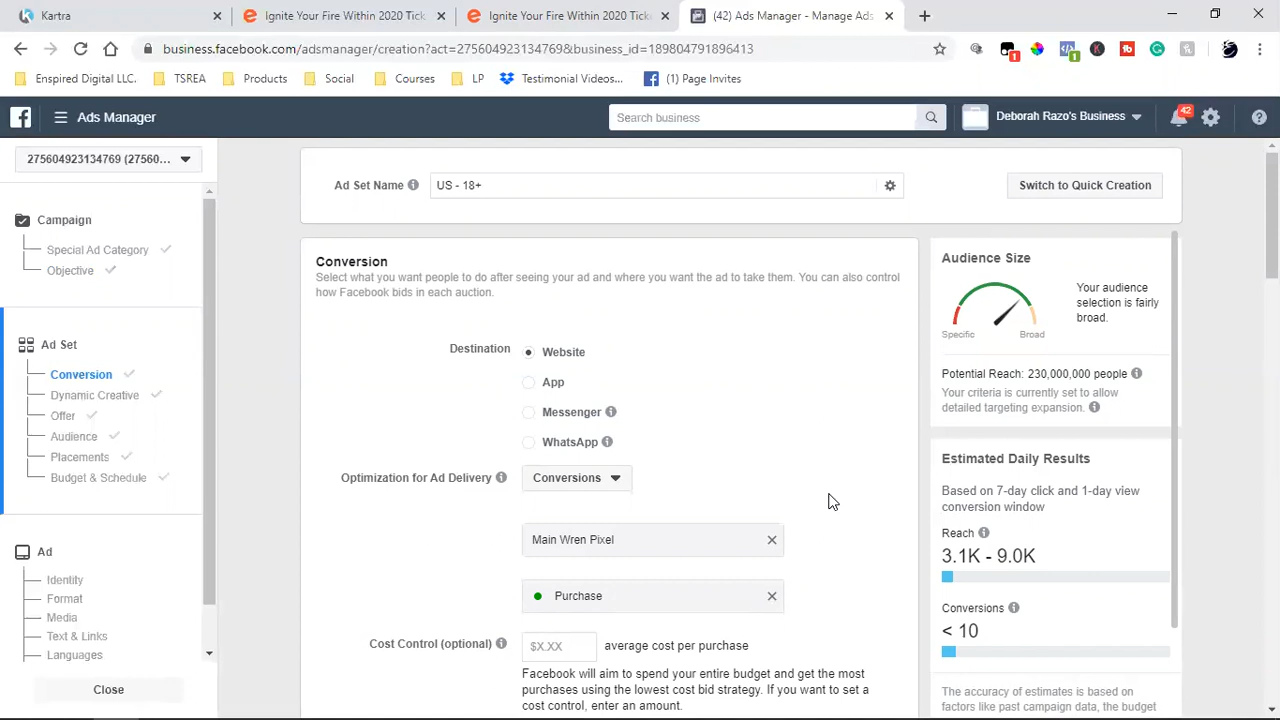 Kartra
Ignite Your Fire Within 2020 Ticke
Ignite Your Fire Within 2020 Ticke
(42) Ads Manager - Manage Ads
business.facebook.com/adsmanager/creation?act=275604923134769&business_id=189804791896413
1
1
Enspired Digital LLC.
TSREA
Products
Social
Courses
LP
Testimonial Videos...
(1) Page Invites
Ads Manager
Search business
Deborah Razo's Business
42
275604923134769 (27560...
Ad Set Name
US - 18+
Switch to Quick Creation
Campaign
Special Ad Category
Objective
Ad Set
Conversion
Dynamic Creative
Offer
Audience
Placements
Budget & Schedule
Ad
Identity
Format
Media
Text & Links
Languages
Close
Conversion
Select what you want people to do after seeing your ad and where you want the ad to take them. You can also control
how Facebook bids in each auction.
Destination
Website
App
Messenger
WhatsApp
Optimization for Ad Delivery
Conversions
Main Wren Pixel
Purchase
Cost Control (optional)
$X.XX
average cost per purchase
Facebook will aim to spend your entire budget and get the most
purchases using the lowest cost bid strategy. If you want to set a
cost control, enter an amount.
Audience Size
Specific
Broad
Your audience
selection is fairly
broad.
Potential Reach: 230,000,000 people
Your criteria is currently set to allow
detailed targeting expansion.
Estimated Daily Results
Based on 7-day click and 1-day view
conversion window
Reach
3.1K - 9.0K
Conversions
< 10
The accuracy of estimates is based on
factors like past campaign data, the budget